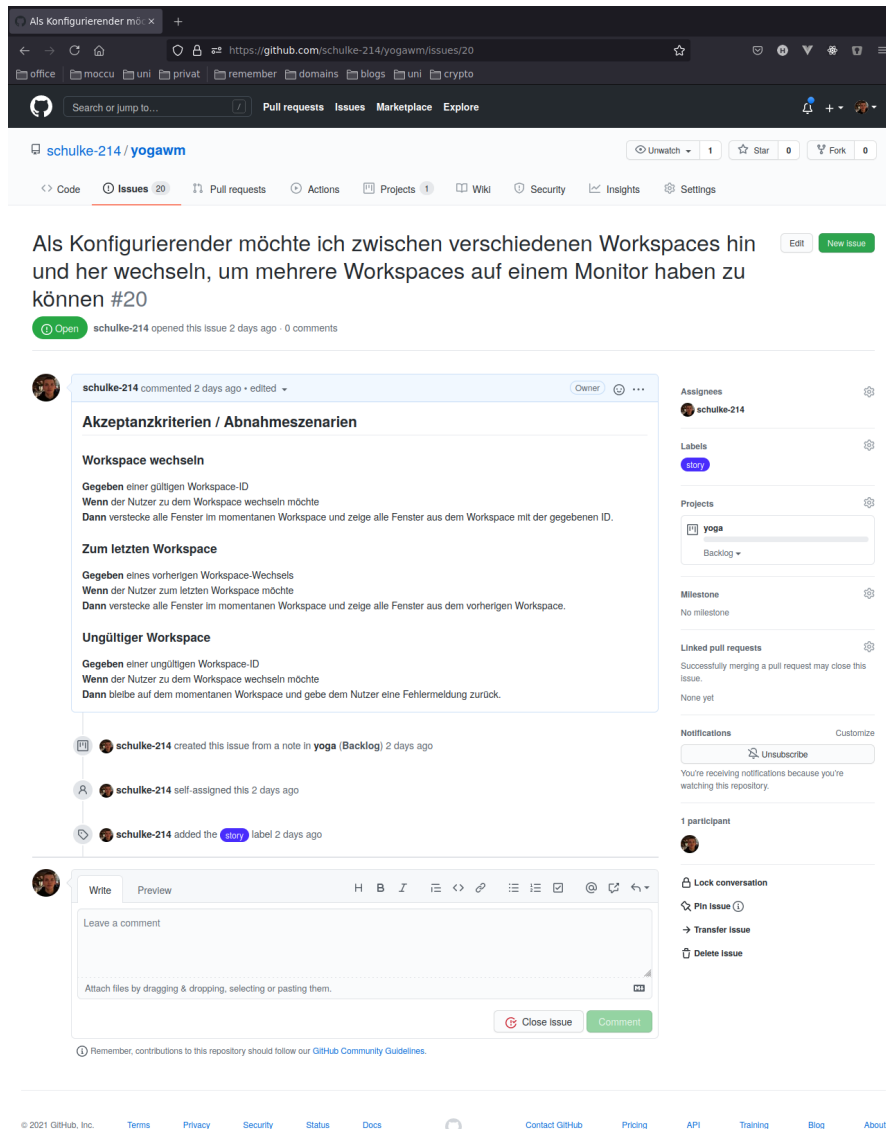 Als Konfigurierender möc ×
https://github.com/schulke-214/yogawm/issues/20
office moccu uni privat remember domains blogs uni crypto
Search or jump to... / Pull requests Issues Marketplace Explore
schulke-214 / yogawm
Unwatch 1 Star 0 Fork 0
Code Issues 20 Pull requests Actions Projects 1 Wiki Security Insights Settings
Als Konfigurierender möchte ich zwischen verschiedenen Workspaces hin
und her wechseln, um mehrere Workspaces auf einem Monitor haben zu
können #20
Edit New issue
Open schulke-214 opened this issue 2 days ago · 0 comments
schulke-214 commented 2 days ago • edited
Owner
Akzeptanzkriterien / Abnahmeszenarien
Workspace wechseln
Gegeben einer gültigen Workspace-ID
Wenn der Nutzer zu dem Workspace wechseln möchte
Dann verstecke alle Fenster im momentanen Workspace und zeige alle Fenster aus dem Workspace mit der gegebenen ID.
Zum letzten Workspace
Gegeben eines vorherigen Workspace-Wechsels
Wenn der Nutzer zum letzten Workspace möchte
Dann verstecke alle Fenster im momentanen Workspace und zeige alle Fenster aus dem vorherigen Workspace.
Ungültiger Workspace
Gegeben einer ungültigen Workspace-ID
Wenn der Nutzer zu dem Workspace wechseln möchte
Dann bleibe auf dem momentanen Workspace und gebe dem Nutzer eine Fehlermeldung zurück.
schulke-214 created this issue from a note in yoga (Backlog) 2 days ago
schulke-214 self-assigned this 2 days ago
schulke-214 added the story label 2 days ago
Write Preview
H B I
Leave a comment
Attach files by dragging & dropping, selecting or pasting them.
Close issue Comment
Remember, contributions to this repository should follow our GitHub Community Guidelines.
Assignees
schulke-214
Labels
story
Projects
yoga
Backlog
Milestone
No milestone
Linked pull requests
Successfully merging a pull request may close this
issue.
None yet
Notifications Customize
Unsubscribe
You're receiving notifications because you're
watching this repository.
1 participant
Lock conversation
Pin issue
Transfer issue
Delete issue
© 2021 GitHub, Inc. Terms Privacy Security Status Docs Contact GitHub Pricing API Training Blog About